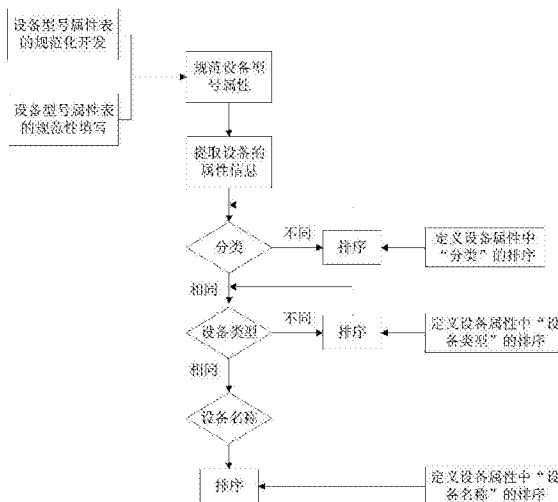 设备型号属性表
的规范化开发
设备型号属性表
的规范性填写
规范设备型
号属性
提取设备的
属性信息
分类
不同
排序
定义设备属性中
“分类”的排序
相同
设备类型
不同
排序
定义设备属性中“设
备类型”的排序
相同
设备名称
排序
定义设备属性中“设
备名称”的排序